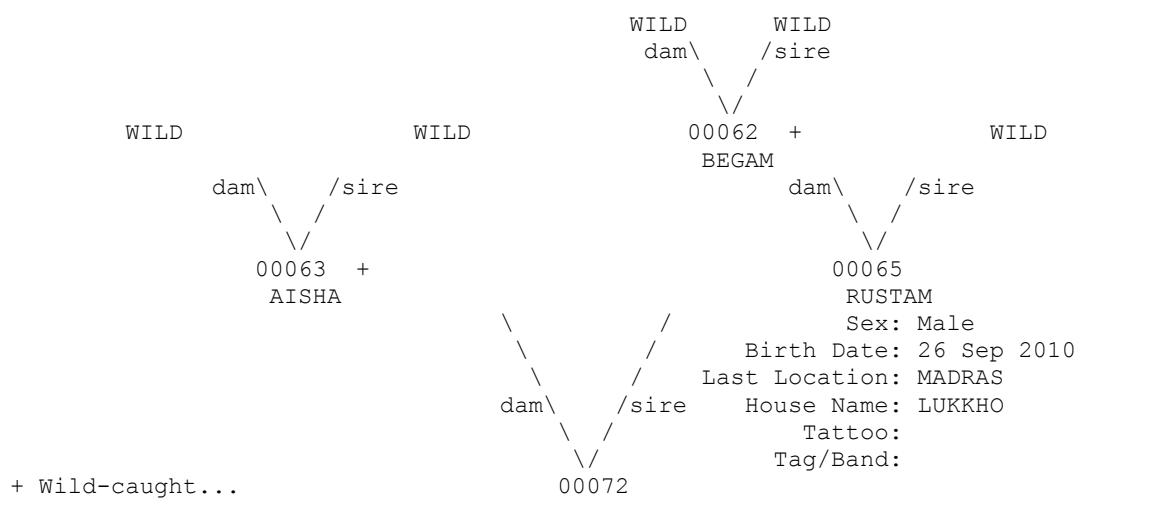 WILD      WILD
dam\    /sire
\  /
\/
WILD                WILD               00062  +             WILD
BEGAM
dam\    /sire                           dam\    /sire
\  /                                    \  /
\/                                      \/
00063  +                                00065
AISHA                                   RUSTAM
\          /            Sex: Male
\        /      Birth Date: 26 Sep 2010
\      /    Last Location: MADRAS
dam\    /sire    House Name: LUKKHO
\  /             Tattoo:
\/            Tag/Band:
+ Wild-caught...                      00072